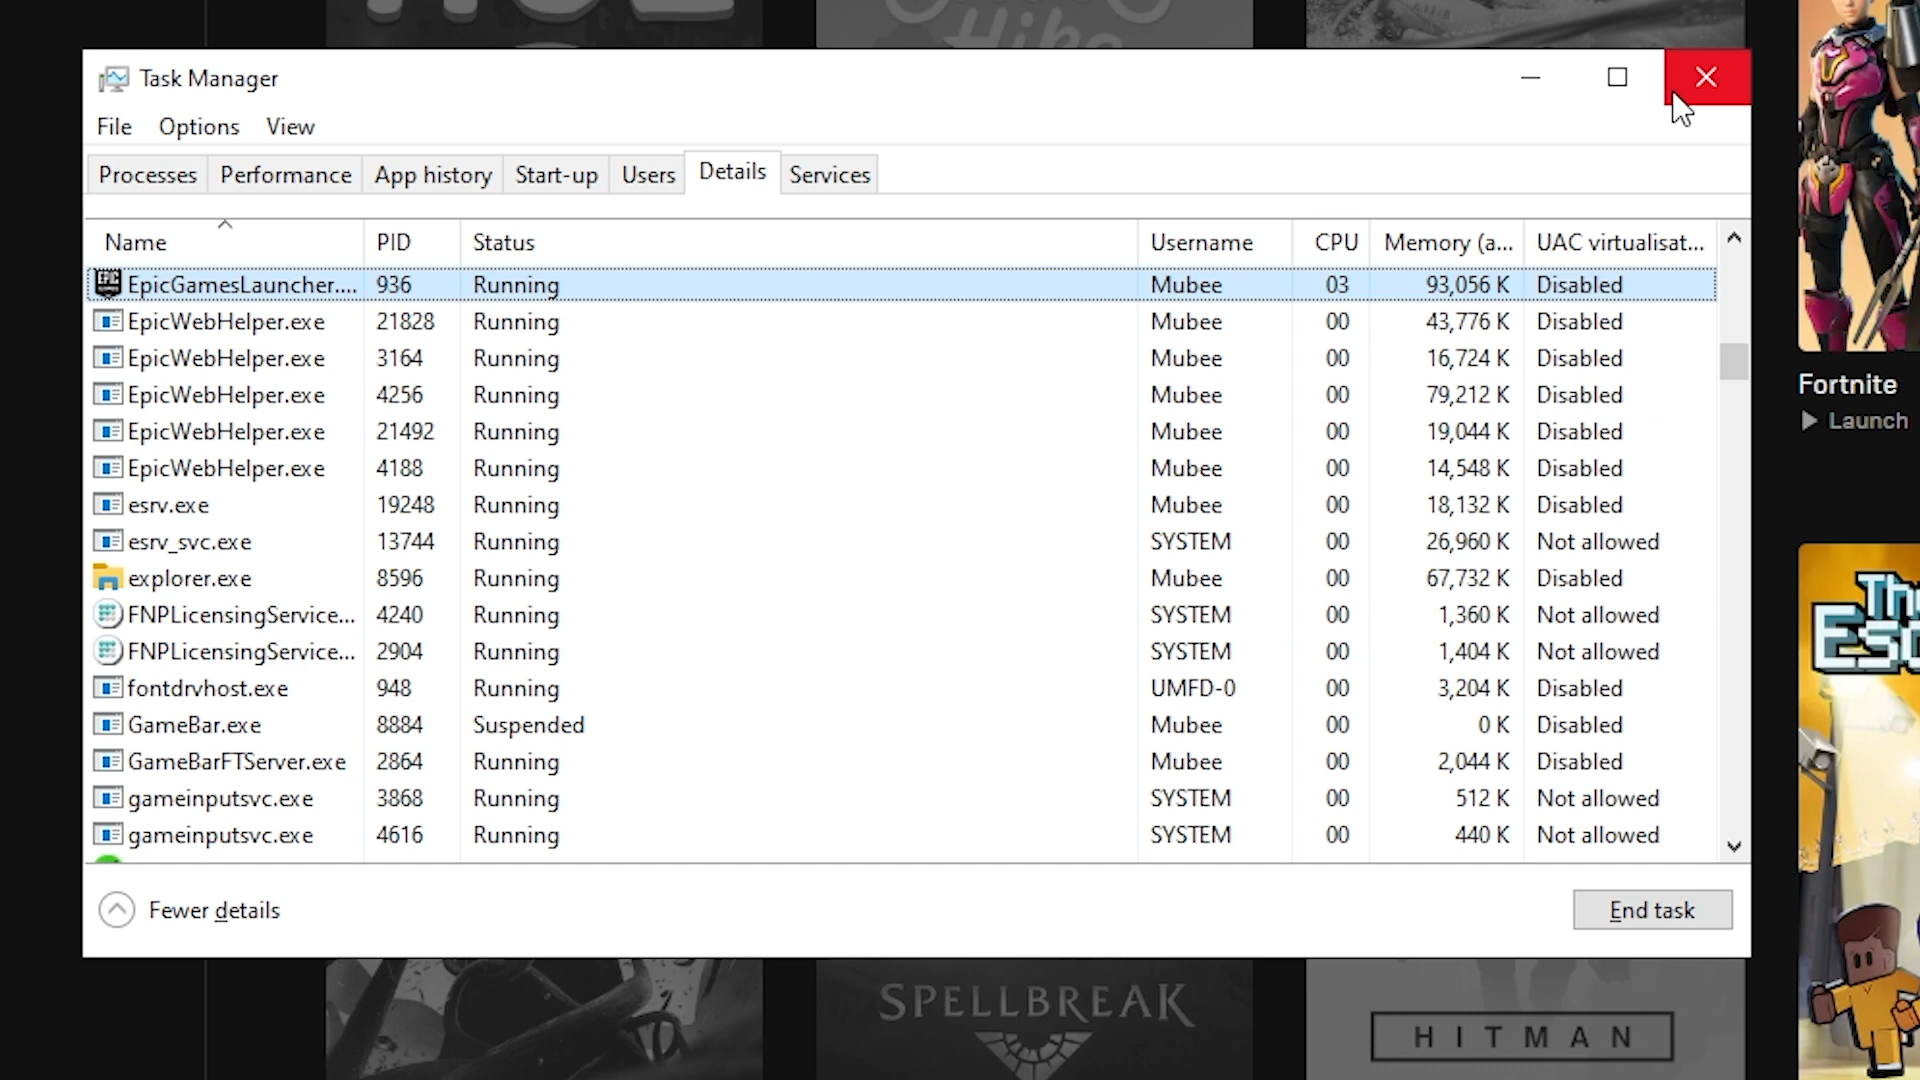 Hike
Task Manager
File Options View
Processes Performance App history Start-up Users Details Services
Name PID Status Username CPU Memory (a... UAC virtualisat...
EpicGamesLauncher.... 936 Running Mubee 03 93,056 K Disabled
EpicWebHelper.exe 21828 Running Mubee 00 43,776 K Disabled
EpicWebHelper.exe 3164 Running Mubee 00 16,724 K Disabled
EpicWebHelper.exe 4256 Running Mubee 00 79,212 K Disabled
EpicWebHelper.exe 21492 Running Mubee 00 19,044 K Disabled
EpicWebHelper.exe 4188 Running Mubee 00 14,548 K Disabled
esrv.exe 19248 Running Mubee 00 18,132 K Disabled
esrv_svc.exe 13744 Running SYSTEM 00 26,960 K Not allowed
explorer.exe 8596 Running Mubee 00 67,732 K Disabled
FNPLicensingService... 4240 Running SYSTEM 00 1,360 K Not allowed
FNPLicensingService... 2904 Running SYSTEM 00 1,404 K Not allowed
fontdrvhost.exe 948 Running UMFD-0 00 3,204 K Disabled
GameBar.exe 8884 Suspended Mubee 00 0 K Disabled
GameBarFTServer.exe 2864 Running Mubee 00 2,044 K Disabled
gameinputsvc.exe 3868 Running SYSTEM 00 512 K Not allowed
gameinputsvc.exe 4616 Running SYSTEM 00 440 K Not allowed
Fewer details
End task
Fortnite
Launch
SPELLBREAK
HITMAN